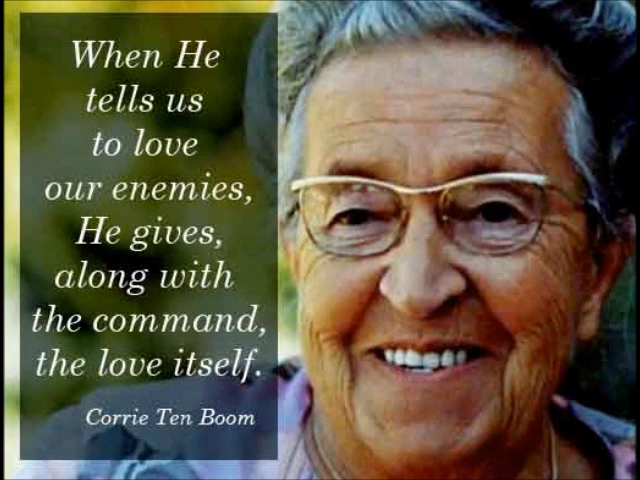 When He
tells us
to love
our enemies,
He gives,
along with
the command,
the love itself.
Corrie Ten Boom